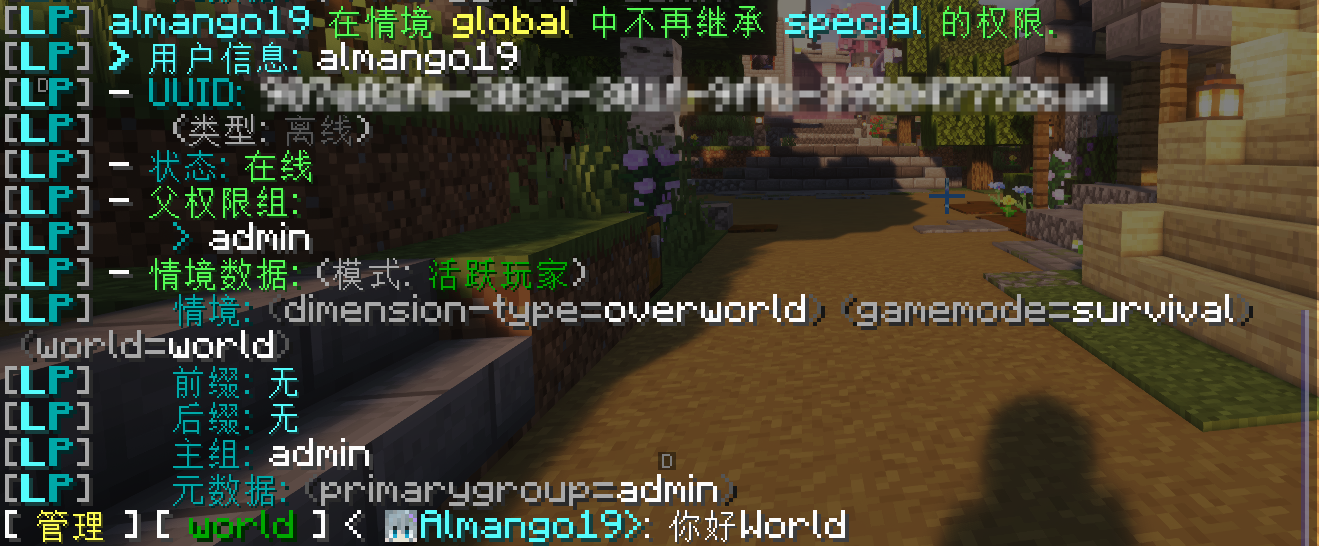 [LP] almango19 在情境 global 中不再继承 special 的权限.
[LP] > 用户信息: almango19
[LP] - UUID:
[LP] (类型: 离线)
[LP] - 状态: 在线
[LP] - 父权限组:
[LP] > admin
[LP] - 情境数据: (模式: 活跃玩家)
[LP] 情境: (dimension-type=overworld) (gamemode=survival)
(world=world)
[LP] 前缀: 无
[LP] 后缀: 无
[LP] 主组: admin
[LP] 元数据: (primarygroup=admin)
[ 管理 ][ world ] < Almango19>: 你好World